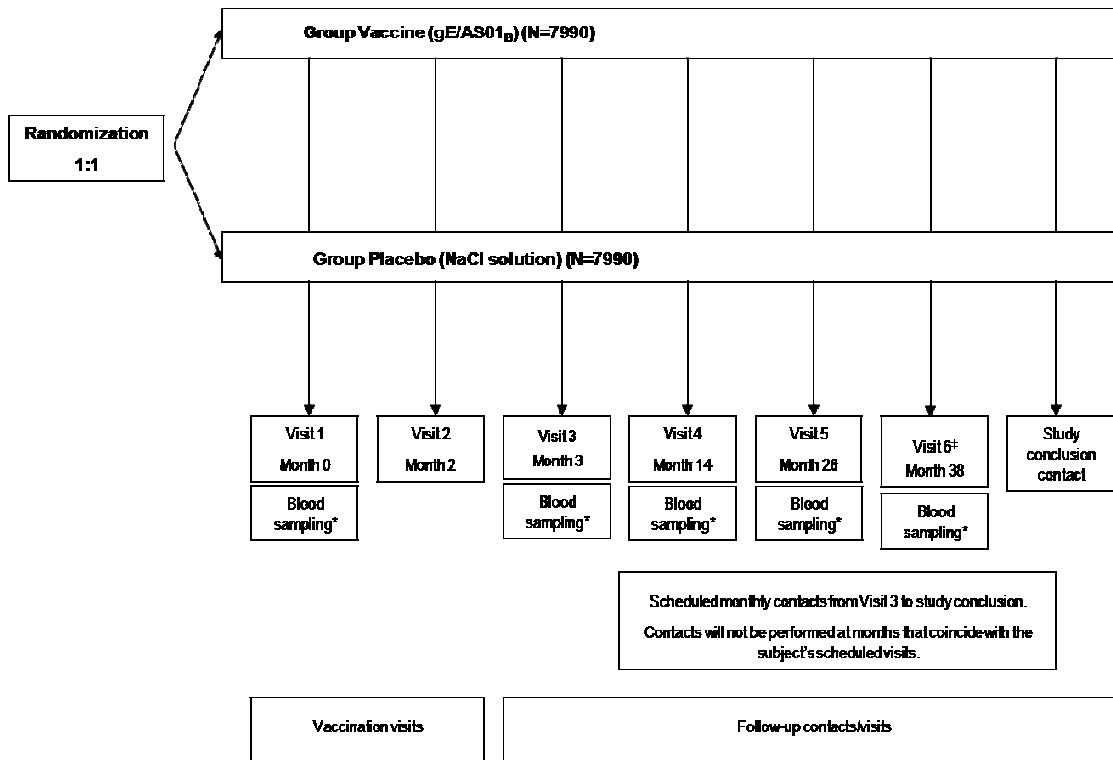 Group Vaccine (gE/AS01B) (N=7990)
Randomization
1:1
Group Placebo (NaCl solution) (N=7990)
Visit 1
Month 0
Blood
sampling*
Visit 2
Month 2
Visit 3
Month 3
Blood
sampling*
Visit 4
Month 14
Blood
sampling*
Visit 5
Month 26
Blood
sampling*
Visit 6‡
Month 38
Blood
sampling*
Study
conclusion
contact
Scheduled monthly contacts from Visit 3 to study conclusion.
Contacts will not be performed at months that coincide with the
subject's scheduled visits.
Vaccination visits
Follow-up contacts/visits